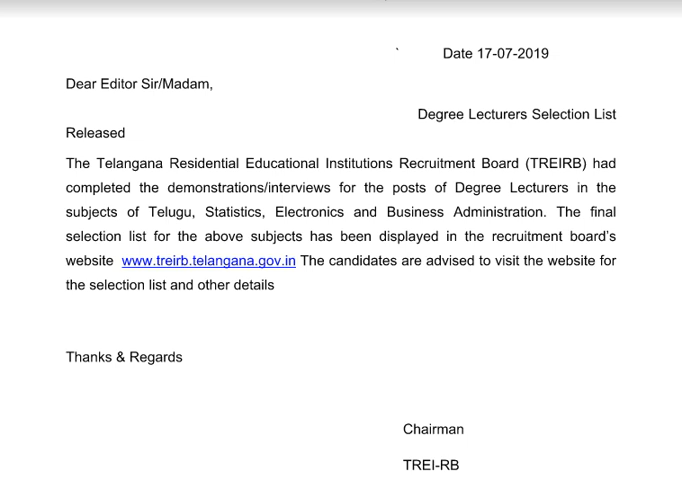 Date 17-07-2019
Dear Editor Sir/Madam,
Degree Lecturers Selection List
Released
The Telangana Residential Educational Institutions Recruitment Board (TREIRB) had
completed the demonstrations/interviews for the posts of Degree Lecturers in the
subjects of Telugu, Statistics, Electronics and Business Administration. The final
selection list for the above subjects has been displayed in the recruitment board's
website www.treirb.telangana.gov.in The candidates are advised to visit the website for
the selection list and other details
Thanks & Regards
Chairman
TREI-RB